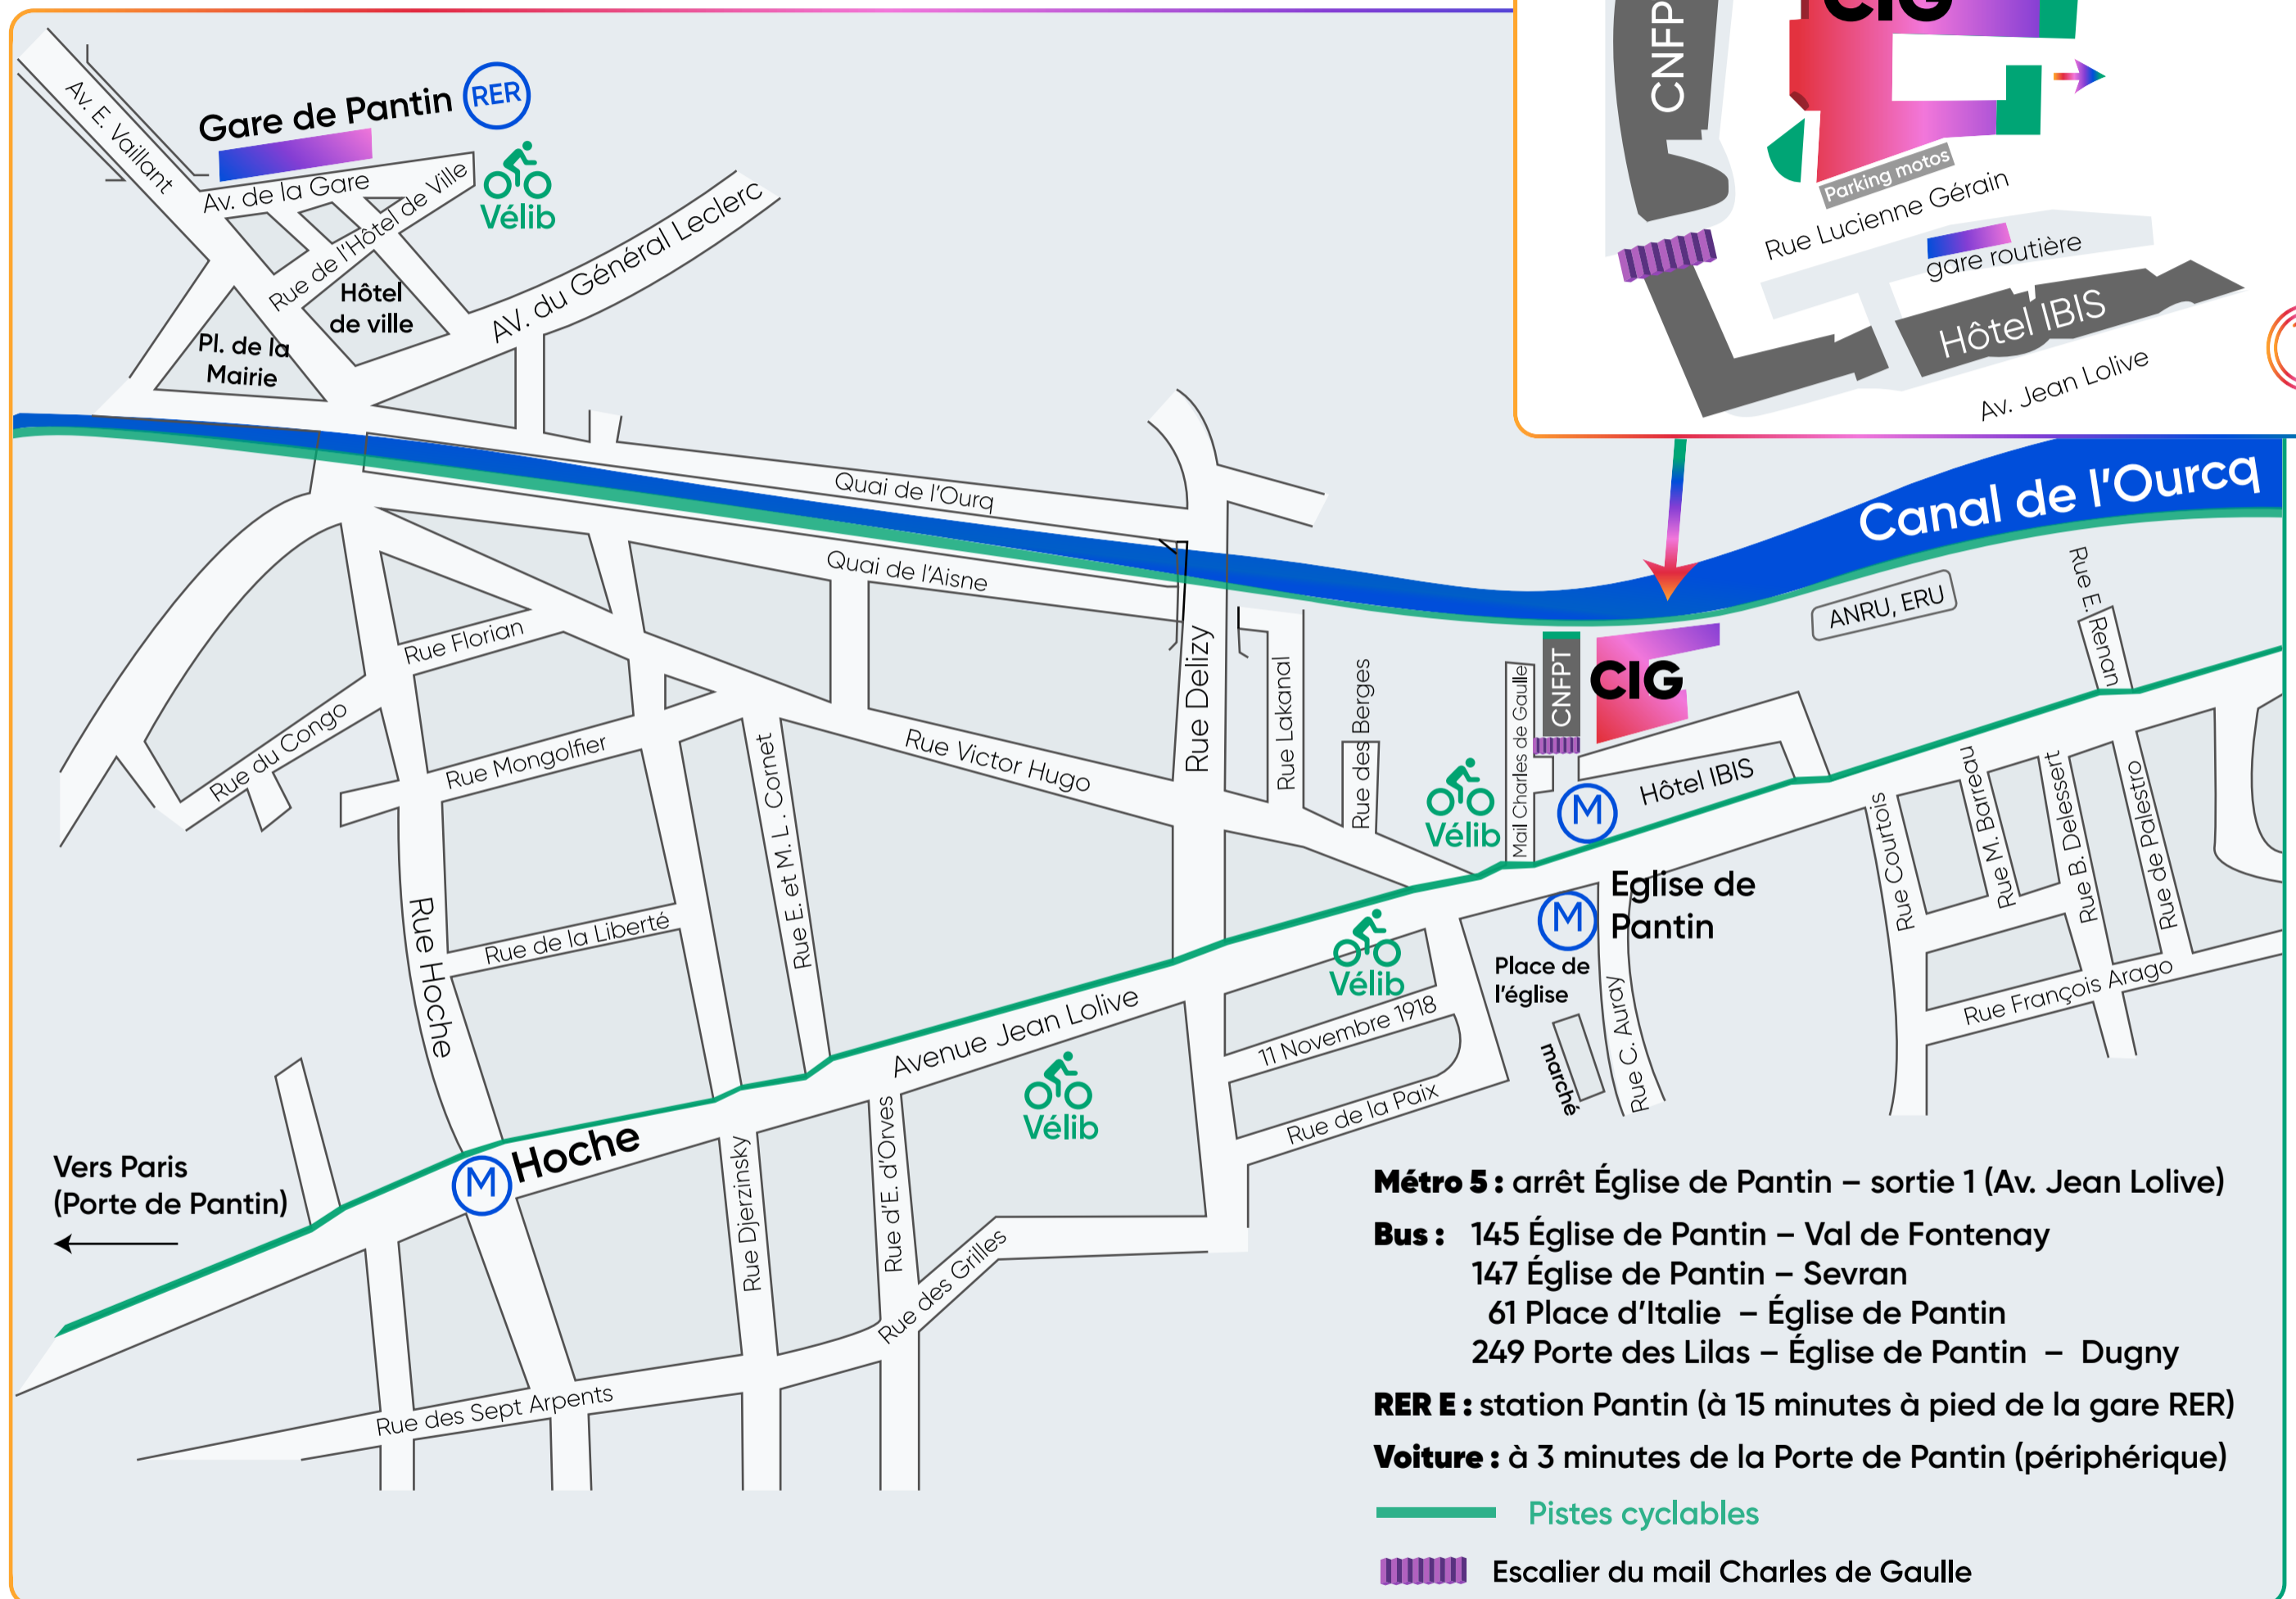 CNFPT
CIG
Parking motos
Rue Lucienne Gérain
gare routière
Hôtel IBIS
Av. Jean Lolive
Av. E. Vaillant
Gare de Pantin
RER
Av. de la Gare
Rue de l'Hôtel de Ville
Vélib
Hôtel
de ville
Pl. de la
Mairie
AV. du Général Leclerc
Canal de l'Ourcq
Quai de l'Ourq
Quai de l'Aisne
Rue Florian
Rue du Congo
Rue Mongolfier
Rue E. et M. L. Cornet
Rue Victor Hugo
Rue Delizy
Rue Lakanal
Rue des Berges
Mail Charles de Gaulle
CNFPT
CIG
ANRU, ERU
Rue E. Renan
Hôtel IBIS
M
Vélib
Rue Hoche
Rue de la Liberté
Avenue Jean Lolive
Vélib
Vélib
M
Eglise de
Pantin
Place de
l'église
marché
Rue C. Auray
11 Novembre 1918
Rue de la Paix
Rue Courtois
Rue M. Barreau
Rue B. Delessert
Rue de Palestro
Rue François Arago
M
Hoche
Vers Paris
(Porte de Pantin)
Rue Djerzinsky
Rue d'E. d'Orves
Rue des Grilles
Rue des Sept Arpents
Métro 5 : arrêt Église de Pantin – sortie 1 (Av. Jean Lolive)
Bus : 145 Église de Pantin – Val de Fontenay
147 Église de Pantin – Sevran
61 Place d'Italie – Église de Pantin
249 Porte des Lilas – Église de Pantin – Dugny
RER E : station Pantin (à 15 minutes à pied de la gare RER)
Voiture : à 3 minutes de la Porte de Pantin (périphérique)
Pistes cyclables
Escalier du mail Charles de Gaulle